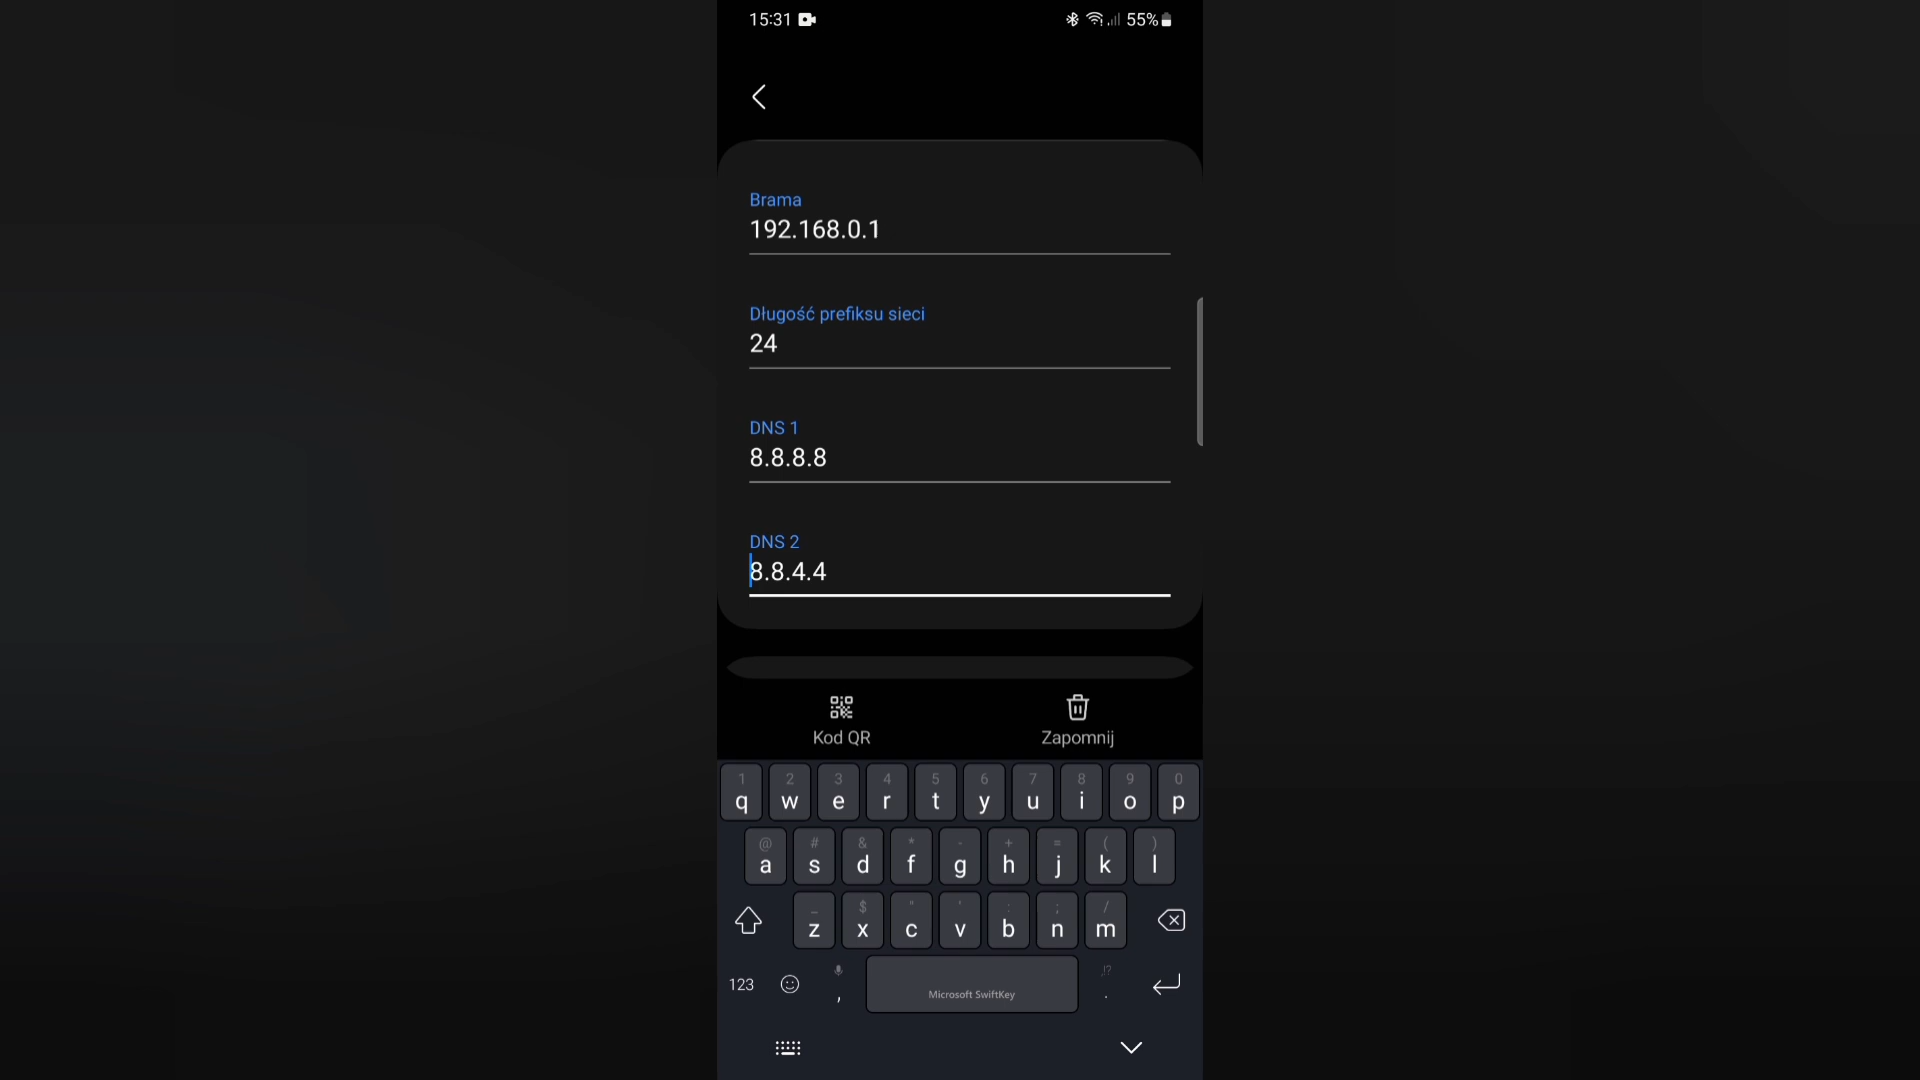 15:31 55%
Brama
192.168.0.1
Długość prefiksu sieci
24
DNS 1
8.8.8.8
DNS 2
8.8.4.4
Kod QR Zapomnij
1 2 3 4 5 6 7 8 9 0
q w e r t y u i o p
@ # & * - + = ( )
a s d f g h j k l
_ $ " ' : ; /
z x c v b n m
123 , Microsoft SwiftKey ,!? .